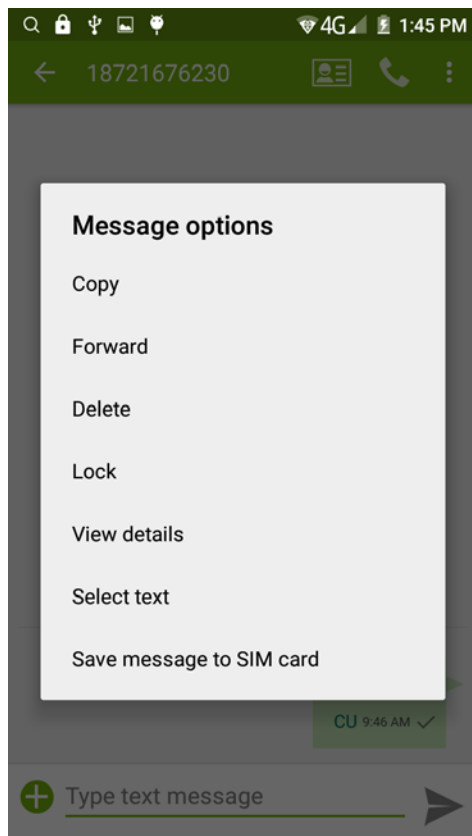 4G 1:45 PM
18721676230
Message options
Copy
Forward
Delete
Lock
View details
Select text
Save message to SIM card
CU 9:46 AM
Type text message